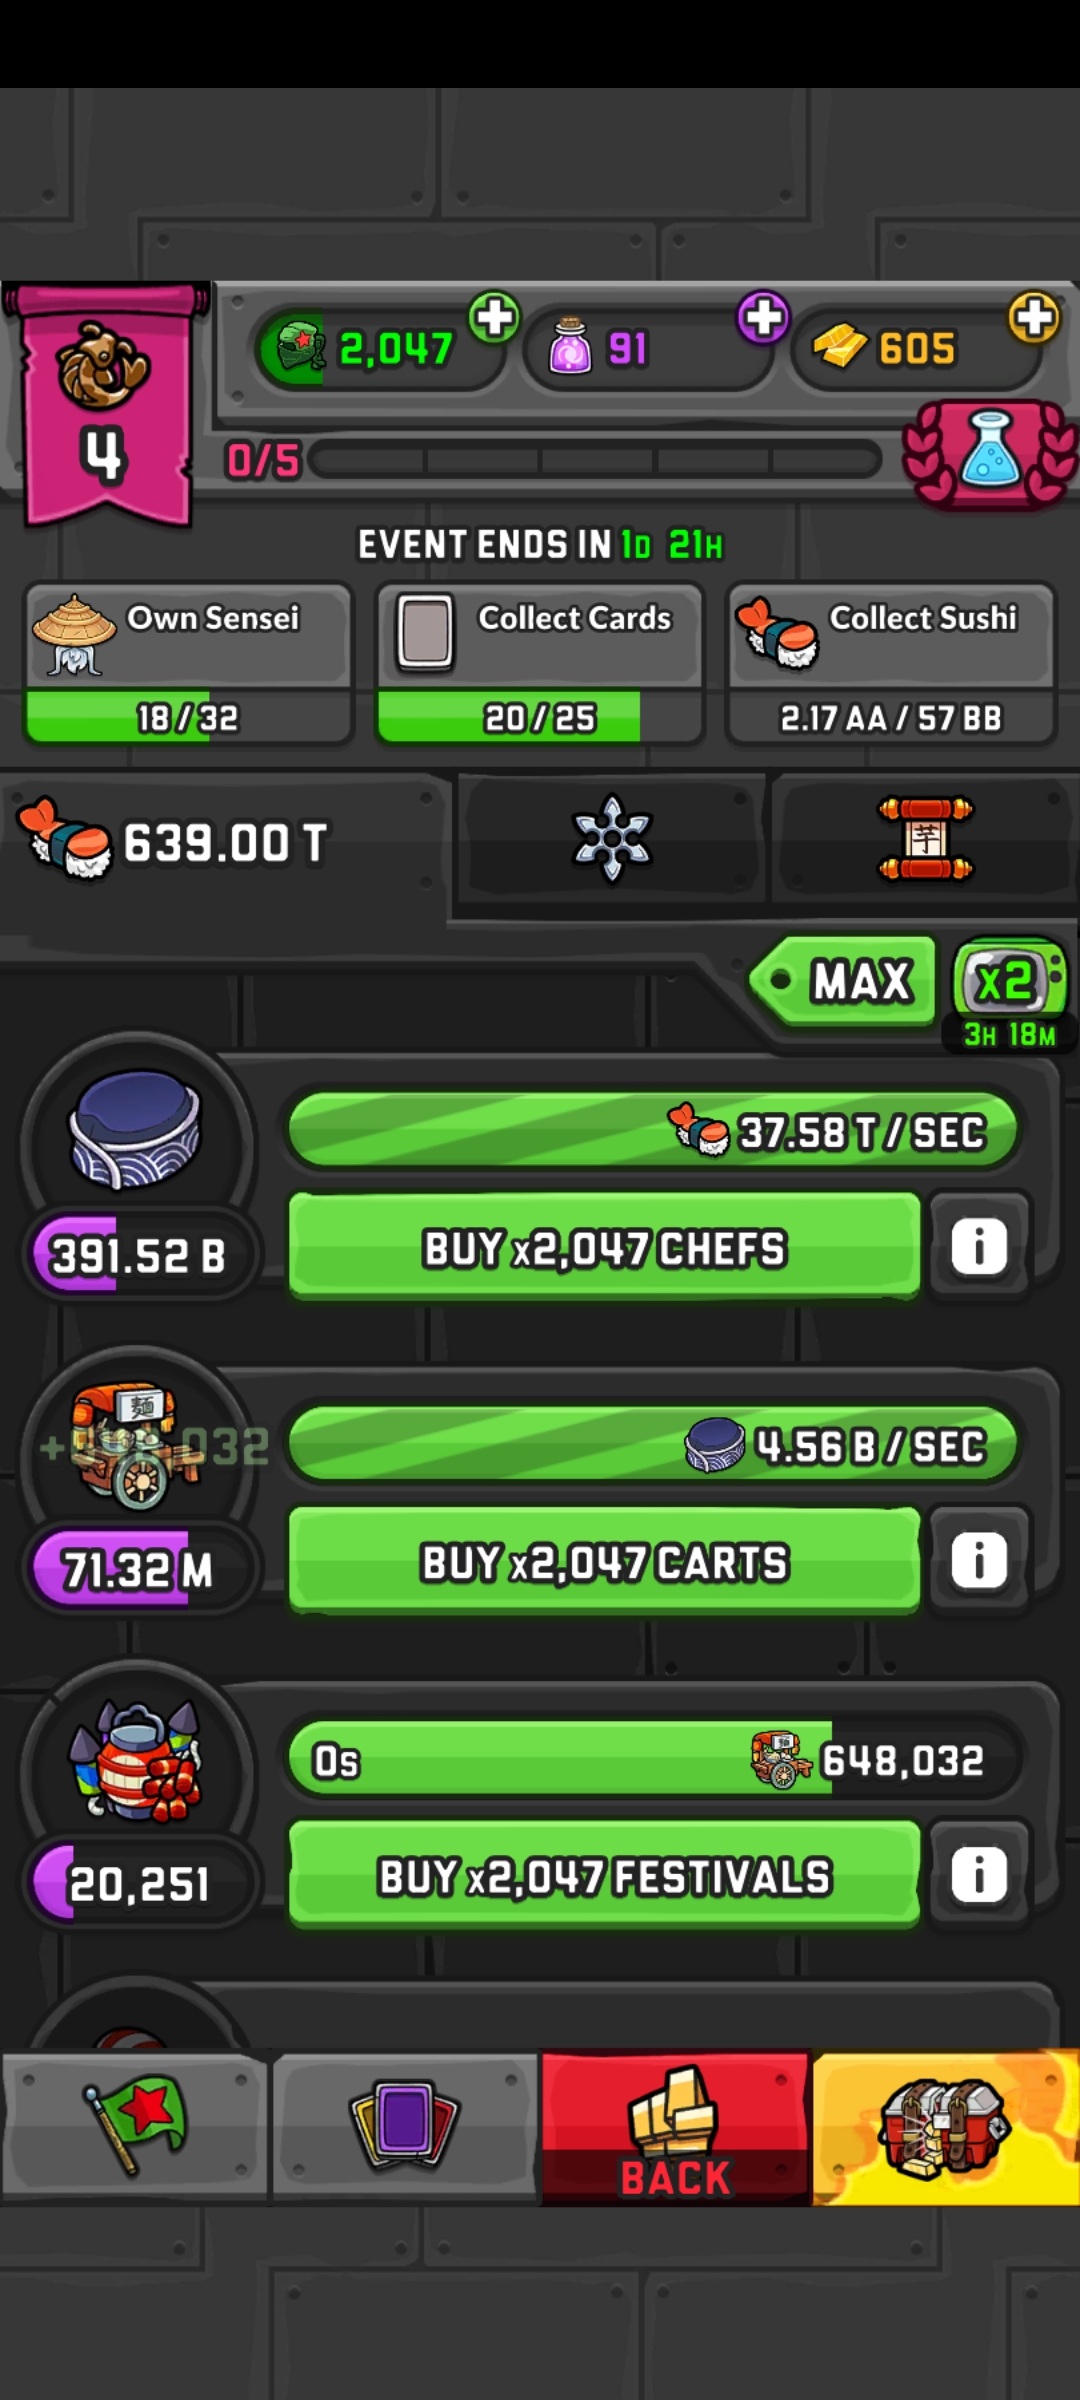 2,047
91
605
4
0/5
EVENT ENDS IN 1D 21H
Own Sensei
Collect Cards
Collect Sushi
18 / 32
20 / 25
2.17 AA / 57 BB
639.00 T
芋
MAX
x2
3H 18M
37.58 T / SEC
391.52 B
BUY x2,047 CHEFS
i
麺
4.56 B / SEC
71.32 M
BUY x2,047 CARTS
i
0s
648,032
20,251
BUY x2,047 FESTIVALS
i
BACK